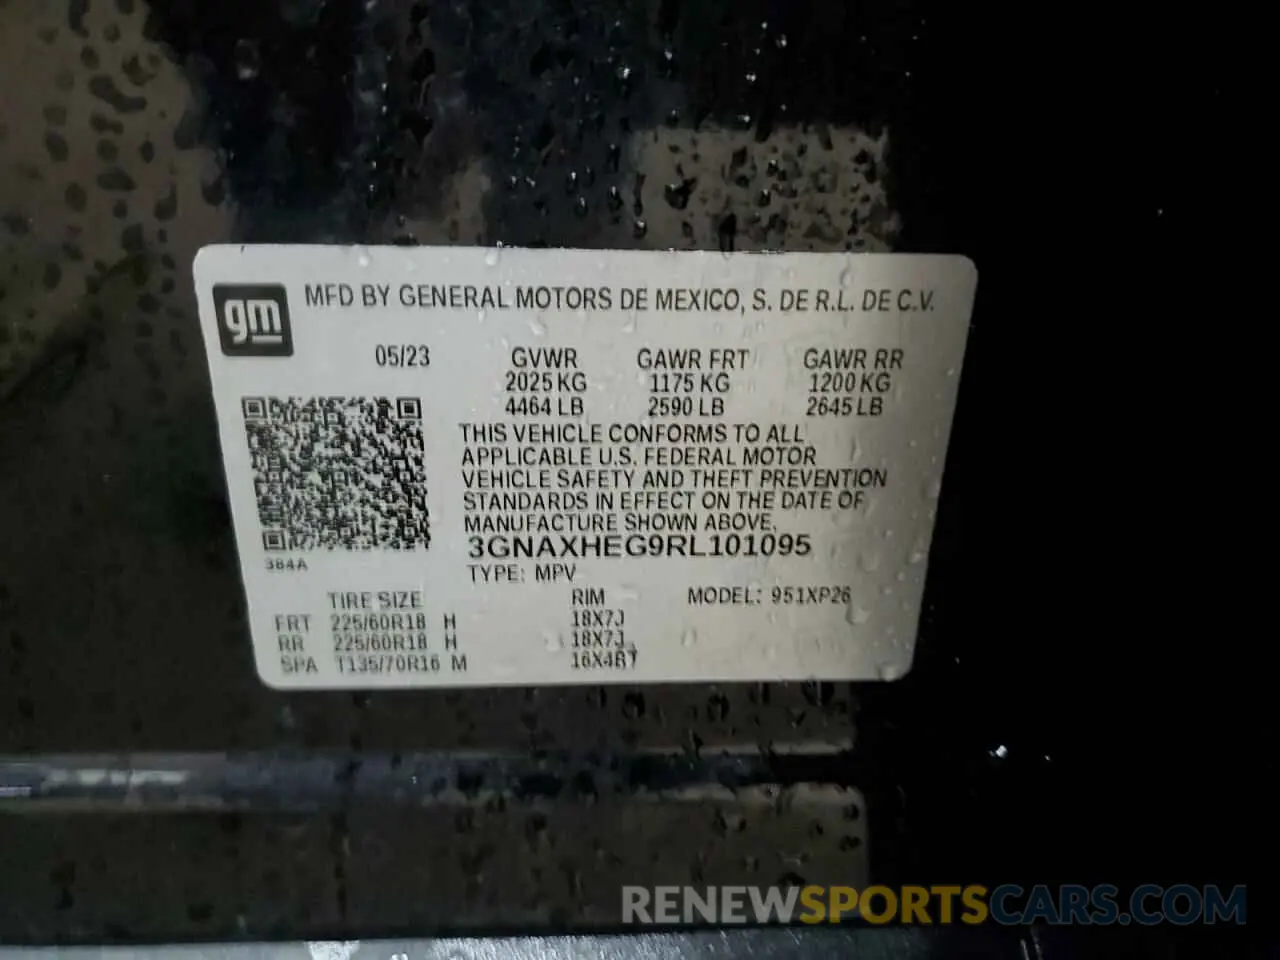 gm
MFD BY GENERAL MOTORS DE MEXICO, S. DE R.L. DE C.V.
05/23 GVWR GAWR FRT GAWR RR
2025 KG 1175 KG 1200 KG
4464 LB 2590 LB 2645 LB
THIS VEHICLE CONFORMS TO ALL
APPLICABLE U.S. FEDERAL MOTOR
VEHICLE SAFETY AND THEFT PREVENTION
STANDARDS IN EFFECT ON THE DATE OF
MANUFACTURE SHOWN ABOVE.
3GNAXHEG9RL101095
384A
TYPE: MPV
TIRE SIZE RIM MODEL: 951XP26
FRT 225/60R18 H 18X7J
RR 225/60R18 H 18X7J
SPA T135/70R16 M 16X4BT
RENEWSPORTSCARS.COM